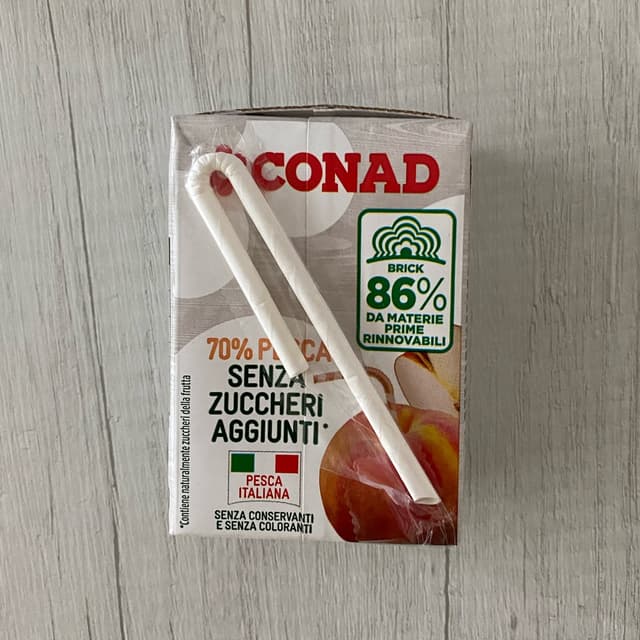 CONAD
BRICK
86%
DA MATERIE
PRIME
RINNOVABILI
70% PESCA
SENZA
ZUCCHERI
AGGIUNTI*
PESCA
ITALIANA
SENZA CONSERVANTI
E SENZA COLORANTI
*Contiene naturalmente zuccheri della frutta